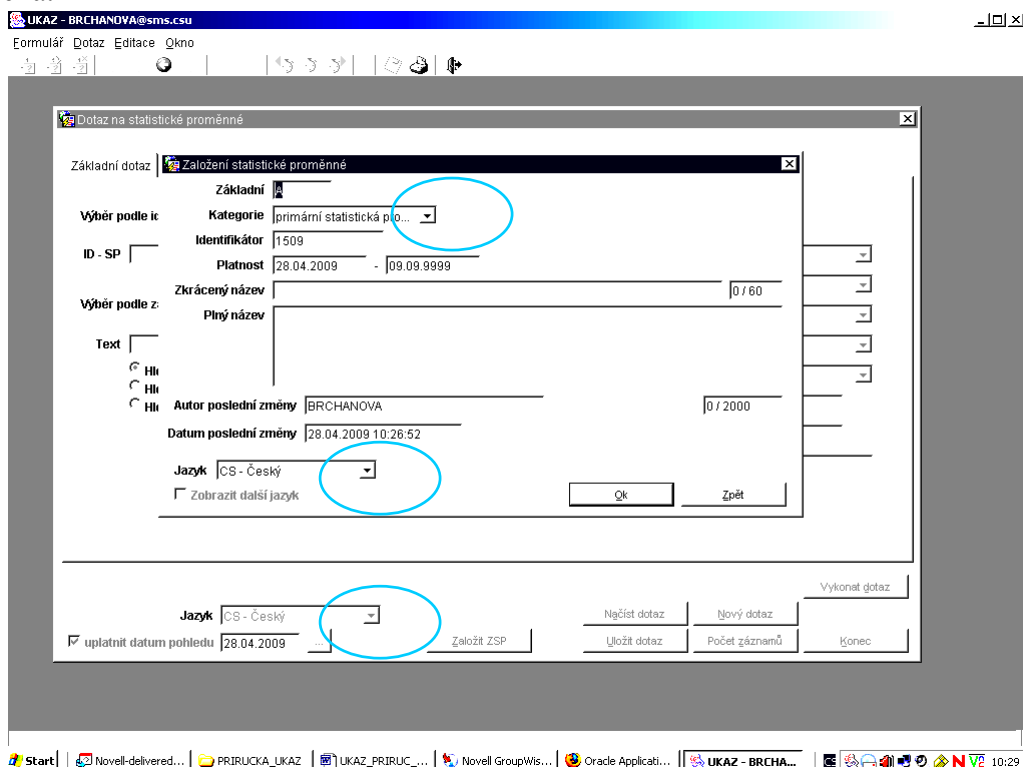 UKAZ - BRCHANOVA@sms.csu
Formulář Dotaz Editace Okno
Dotaz na statistické proměnné
Základní dotaz
Založení statistické proměnné
Základní A
Výběr podle
Kategorie primární statistická pro...
Identifikátor 1509
ID - SP
Platnost 28.04.2009 - 09.09.9999
Zkrácený název 0 / 60
Výběr podle
Plný název
Text
Autor poslední změny BRCHANOVA 0 / 2000
Datum poslední změny 28.04.2009 10:26:52
Jazyk CS - Český
Zobrazit další jazyk
Ok Zpět
Vykonat dotaz
Jazyk CS - Český Načíst dotaz Nový dotaz
uplatnit datum pohledu 28.04.2009 ... Založit ZSP Uložit dotaz Počet záznamů Konec
Start Novell-delivered... PRIRUCKA_UKAZ UKAZ_PRIRUC_... Novell GroupWis... Oracle Applicati... UKAZ - BRCHA... 10:29